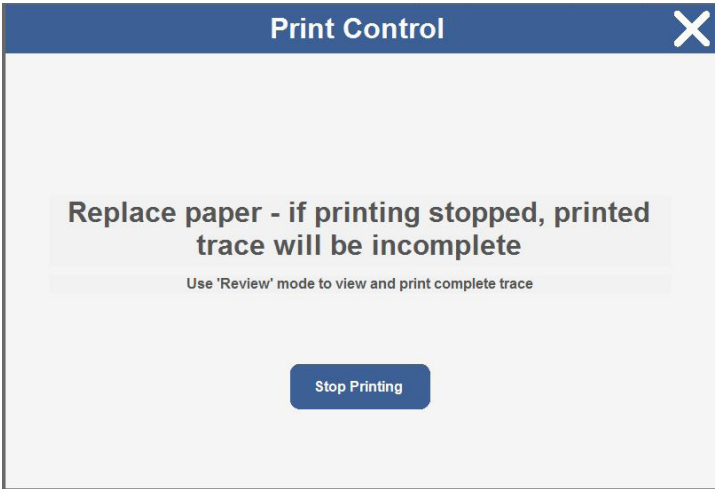 Print Control
Replace paper - if printing stopped, printed
trace will be incomplete
Use 'Review' mode to view and print complete trace
Stop Printing